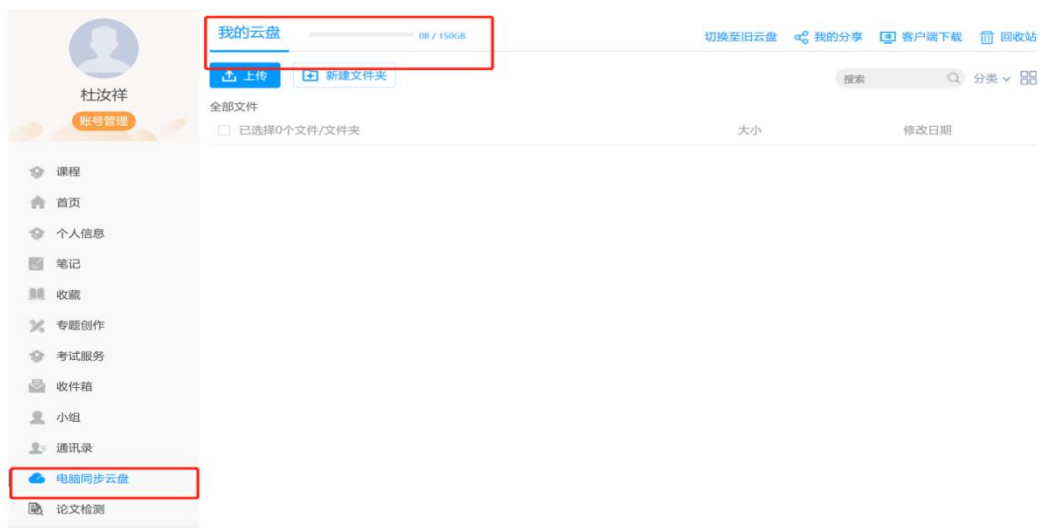 我的云盘 0B / 150GB 切换至旧云盘 我的分享 客户端下载 回收站
上传 新建文件夹 搜索 分类
杜汝祥
账号管理
全部文件
已选择0个文件/文件夹 大小 修改日期
课程
首页
个人信息
笔记
收藏
专题创作
考试服务
收件箱
小组
通讯录
电脑同步云盘
论文检测